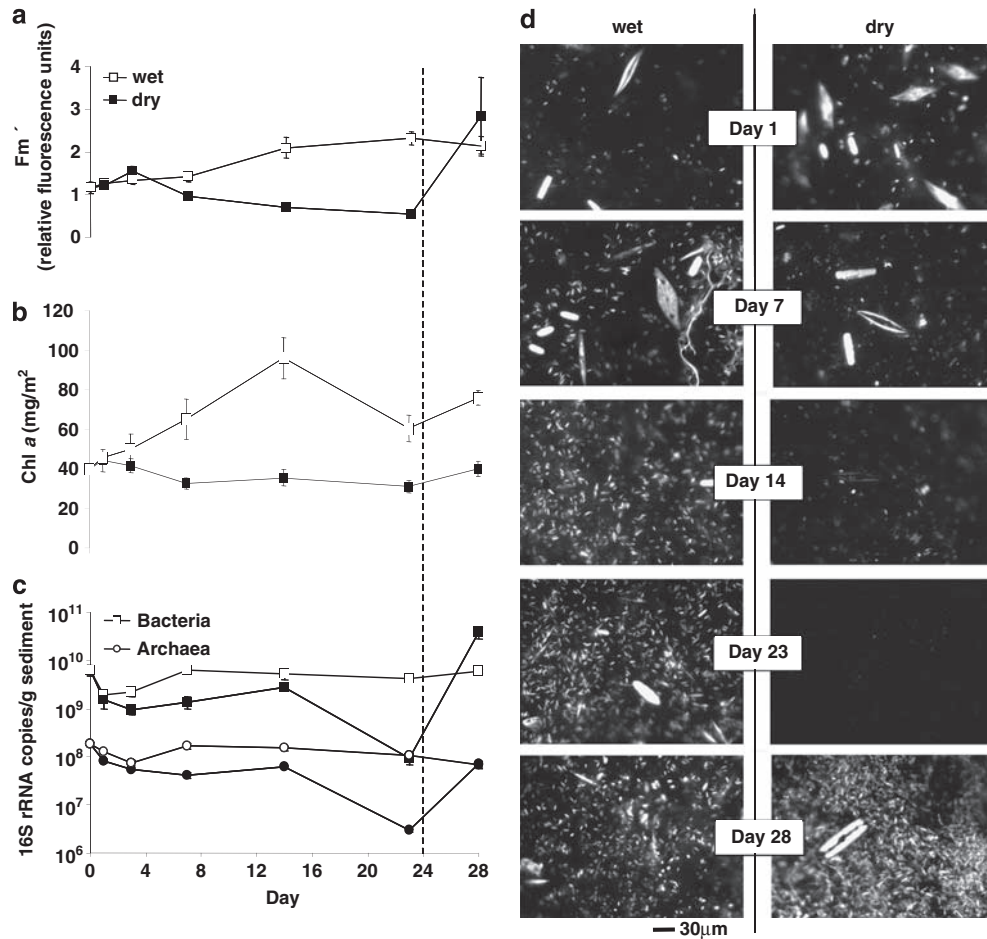 a
Fm´
(relative fluorescence units)
4
3
2
1
0
wet
dry
b
Chl a (mg/m²)
120
100
80
60
40
20
0
c
16S rRNA copies/g sediment
10¹¹
10¹⁰
10⁹
10⁸
10⁷
10⁶
Bacteria
Archaea
0 4 8 12 16 20 24 28
Day
d
wet dry
Day 1
Day 7
Day 14
Day 23
Day 28
30µm